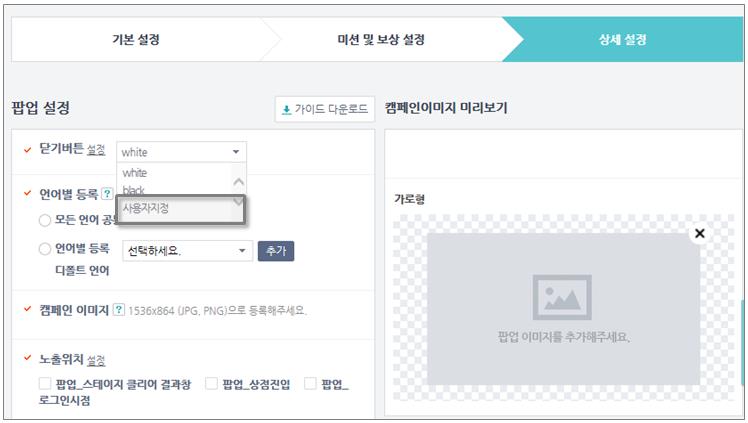 기본 설정
미션 및 보상 설정
상세 설정
팝업 설정
가이드 다운로드
캠페인이미지 미리보기
닫기버튼 설정
white
white
black
사용자지정
언어별 등록 ?
모든 언어 공통
언어별 등록
디폴트 언어
선택하세요.
추가
캠페인 이미지 ? 1536x864 (JPG, PNG)으로 등록해주세요.
노출위치 설정
팝업_스테이지 클리어 결과창 팝업_상점진입 팝업_
로그인시점
가로형
팝업 이미지를 추가해주세요.